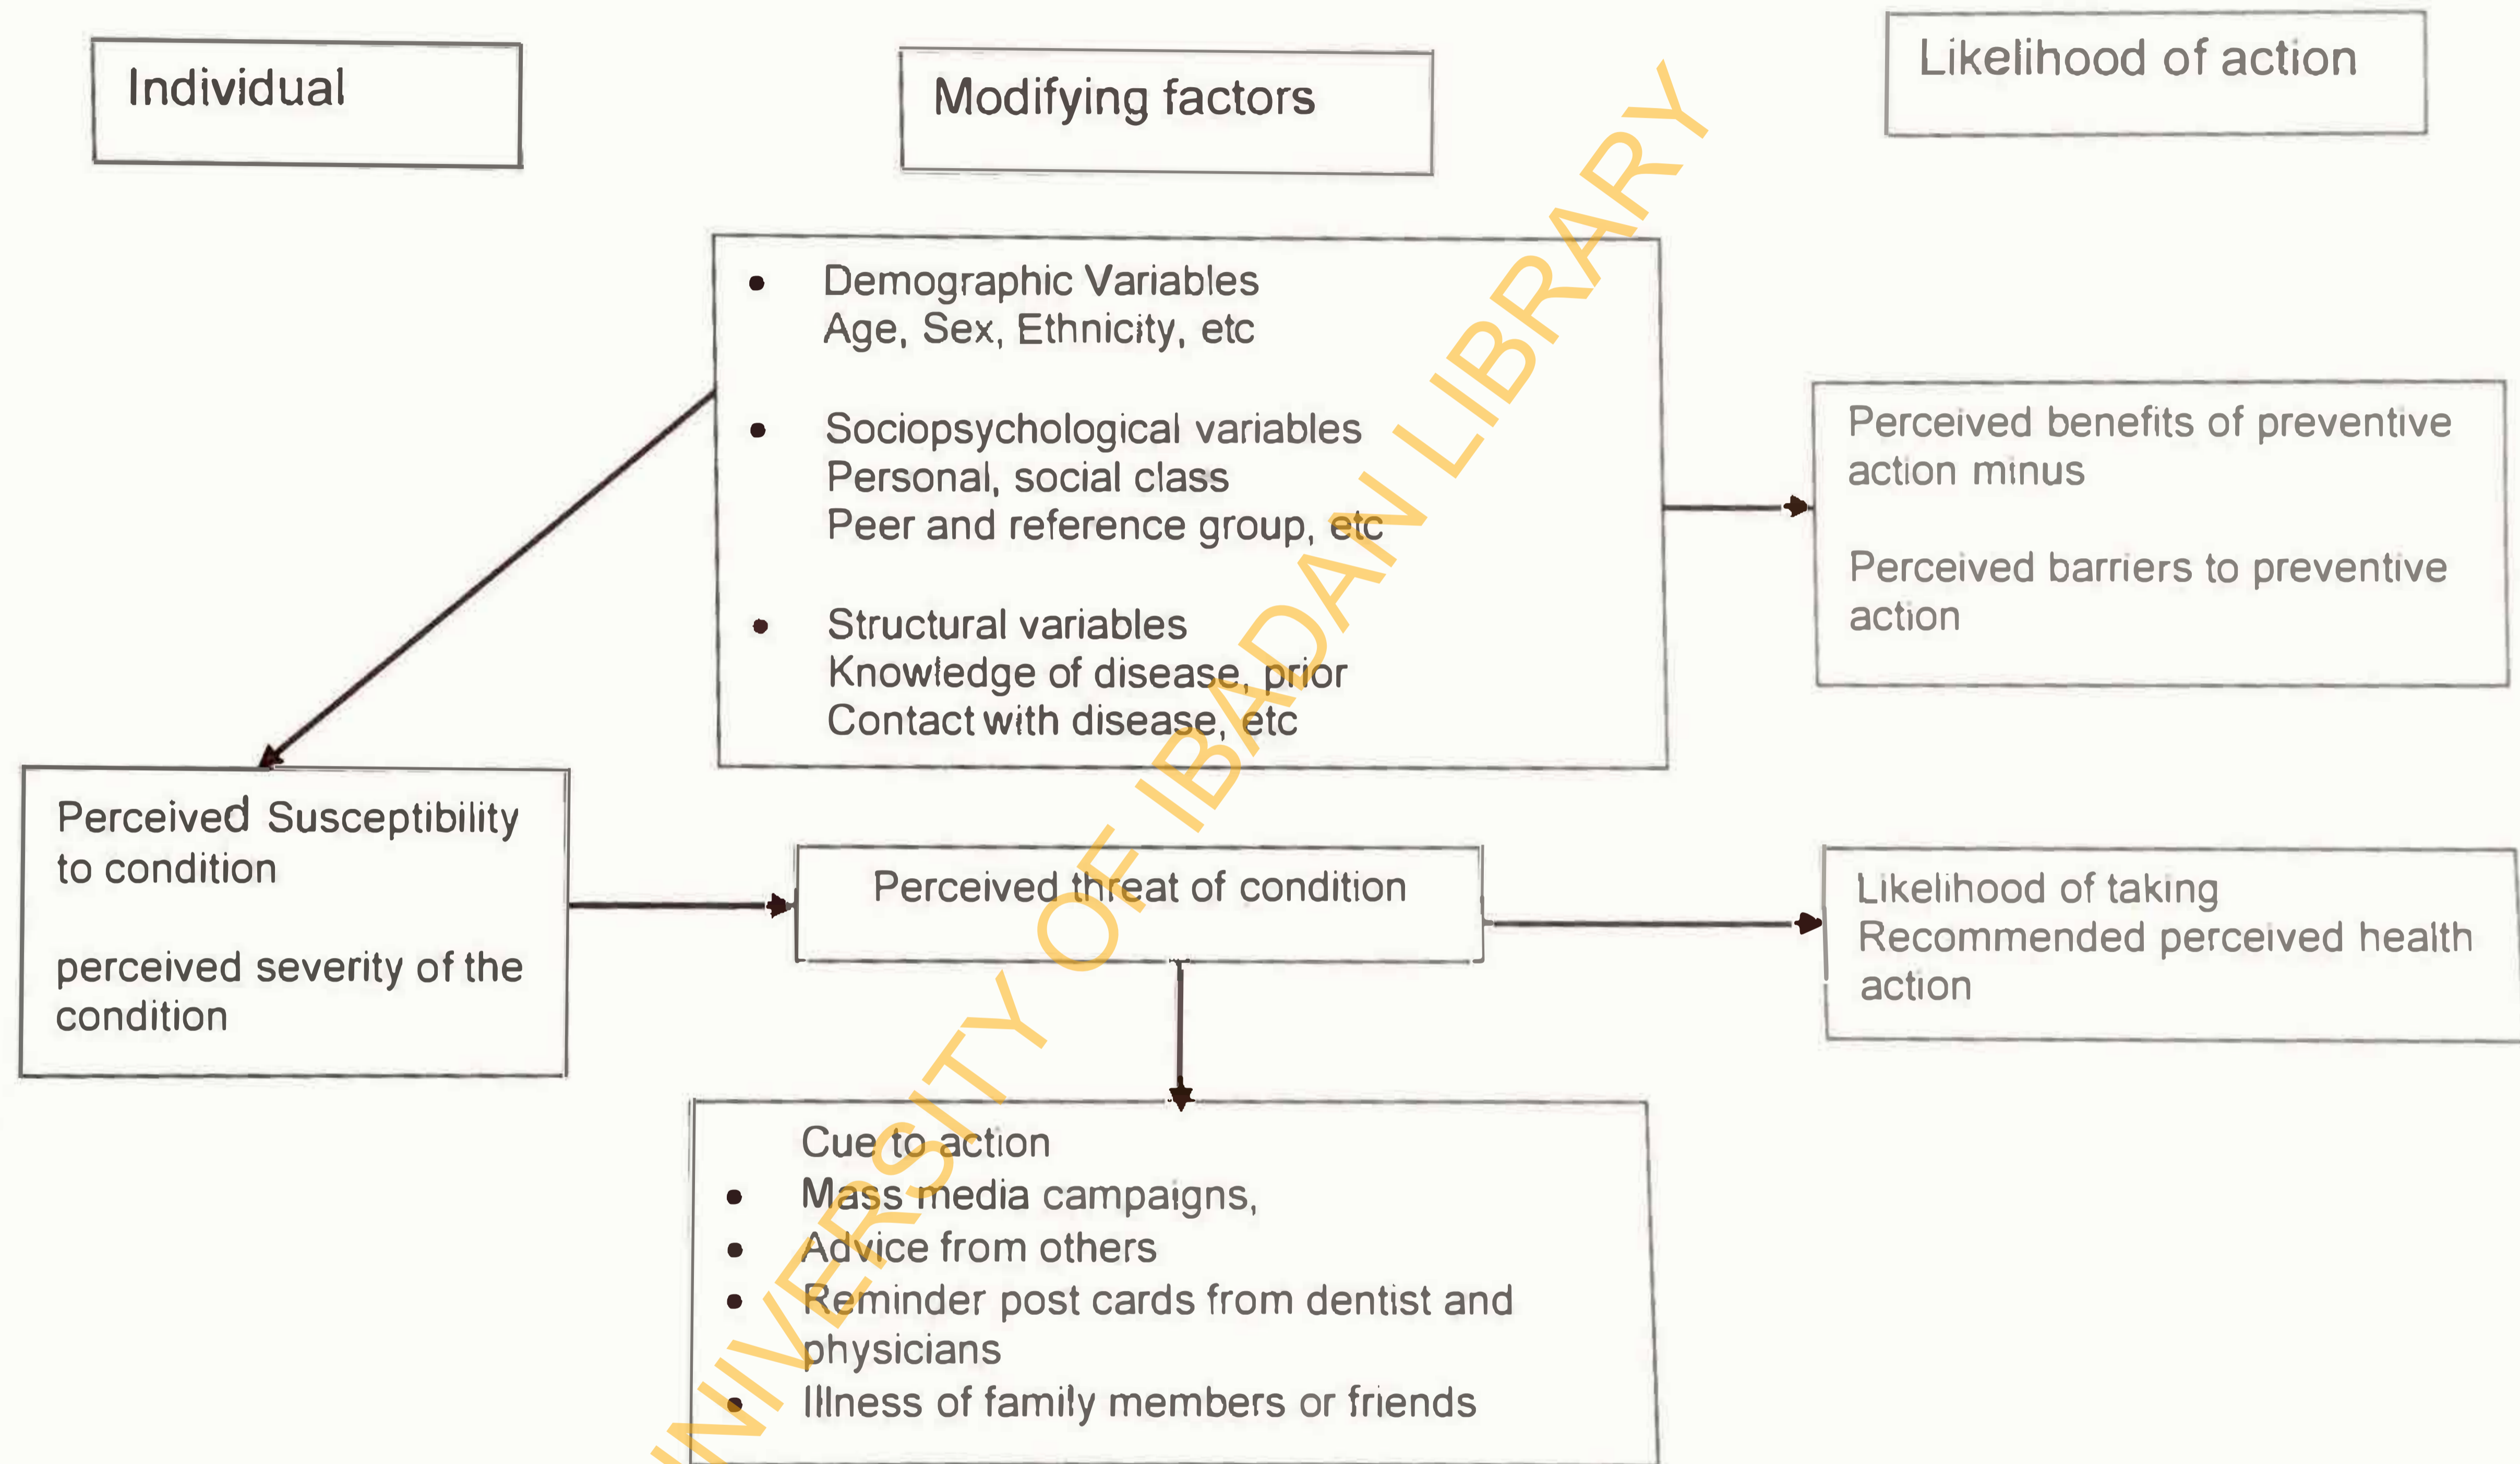 Individual
Modifying factors
Likelihood of action
• Demographic Variables
Age, Sex, Ethnicity, etc
• Sociopsychological variables
Personal, social class
Peer and reference group, etc
• Structural variables
Knowledge of disease, prior
Contact with disease, etc
Perceived benefits of preventive
action minus
Perceived barriers to preventive
action
Perceived Susceptibility
to condition
perceived severity of the
condition
Perceived threat of condition
Likelihood of taking
Recommended perceived health
action
Cue to action
• Mass media campaigns,
• Advice from others
• Reminder post cards from dentist and
physicians
• Illness of family members or friends
UNIVERSITY OF IBADAN LIBRARY